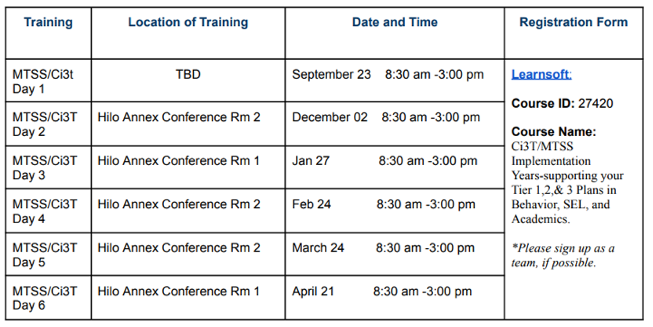 Training Location of Training Date and Time Registration Form
MTSS/Ci3t
Day 1
TBD
September 23 8:30 am -3:00 pm
MTSS/Ci3T
Day 2
Hilo Annex Conference Rm 2
December 02 8:30 am -3:00 pm
MTSS/Ci3T
Day 3
Hilo Annex Conference Rm 1
Jan 27 8:30 am -3:00 pm
MTSS/Ci3T
Day 4
Hilo Annex Conference Rm 2
Feb 24 8:30 am -3:00 pm
MTSS/Ci3T
Day 5
Hilo Annex Conference Rm 2
March 24 8:30 am -3:00 pm
MTSS/Ci3T
Day 6
Hilo Annex Conference Rm 1
April 21 8:30 am -3:00 pm
Learnsoft:
Course ID: 27420
Course Name:
Ci3T/MTSS
Implementation
Years-supporting your
Tier 1,2,& 3 Plans in
Behavior, SEL, and
Academics.
*Please sign up as a
team, if possible.